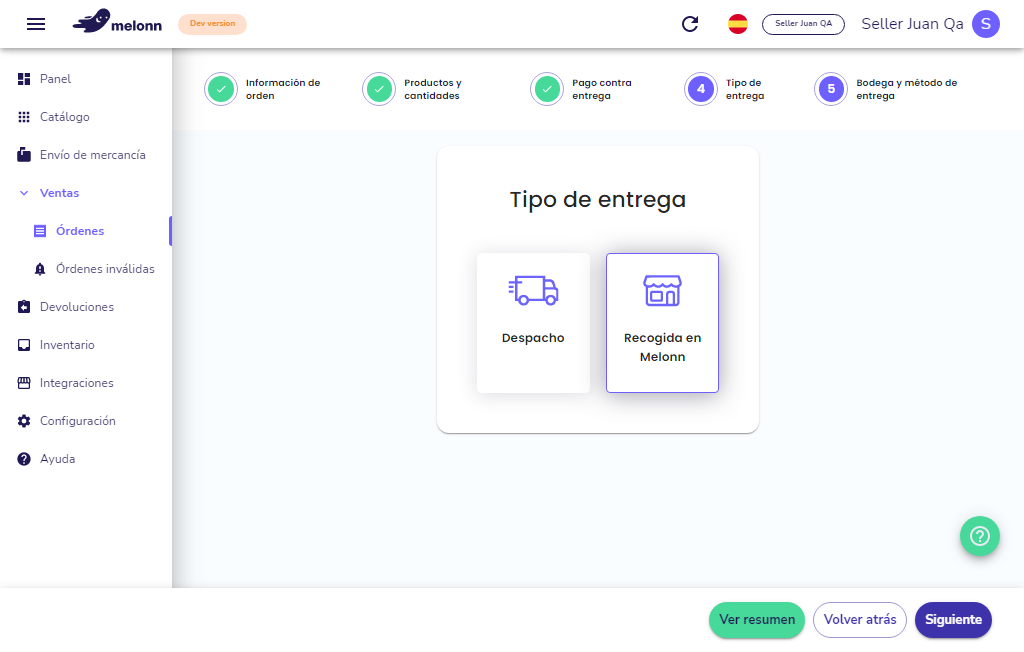 melonn
Dev version
Seller Juan QA
Seller Juan Qa
S
Panel
Catálogo
Envío de mercancía
Ventas
Órdenes
Órdenes inválidas
Devoluciones
Inventario
Integraciones
Configuración
Ayuda
Información de
orden
Productos y
cantidades
Pago contra
entrega
4
Tipo de
entrega
5
Bodega y método de
entrega
Tipo de entrega
Despacho
Recogida en
Melonn
Ver resumen
Volver atrás
Siguiente